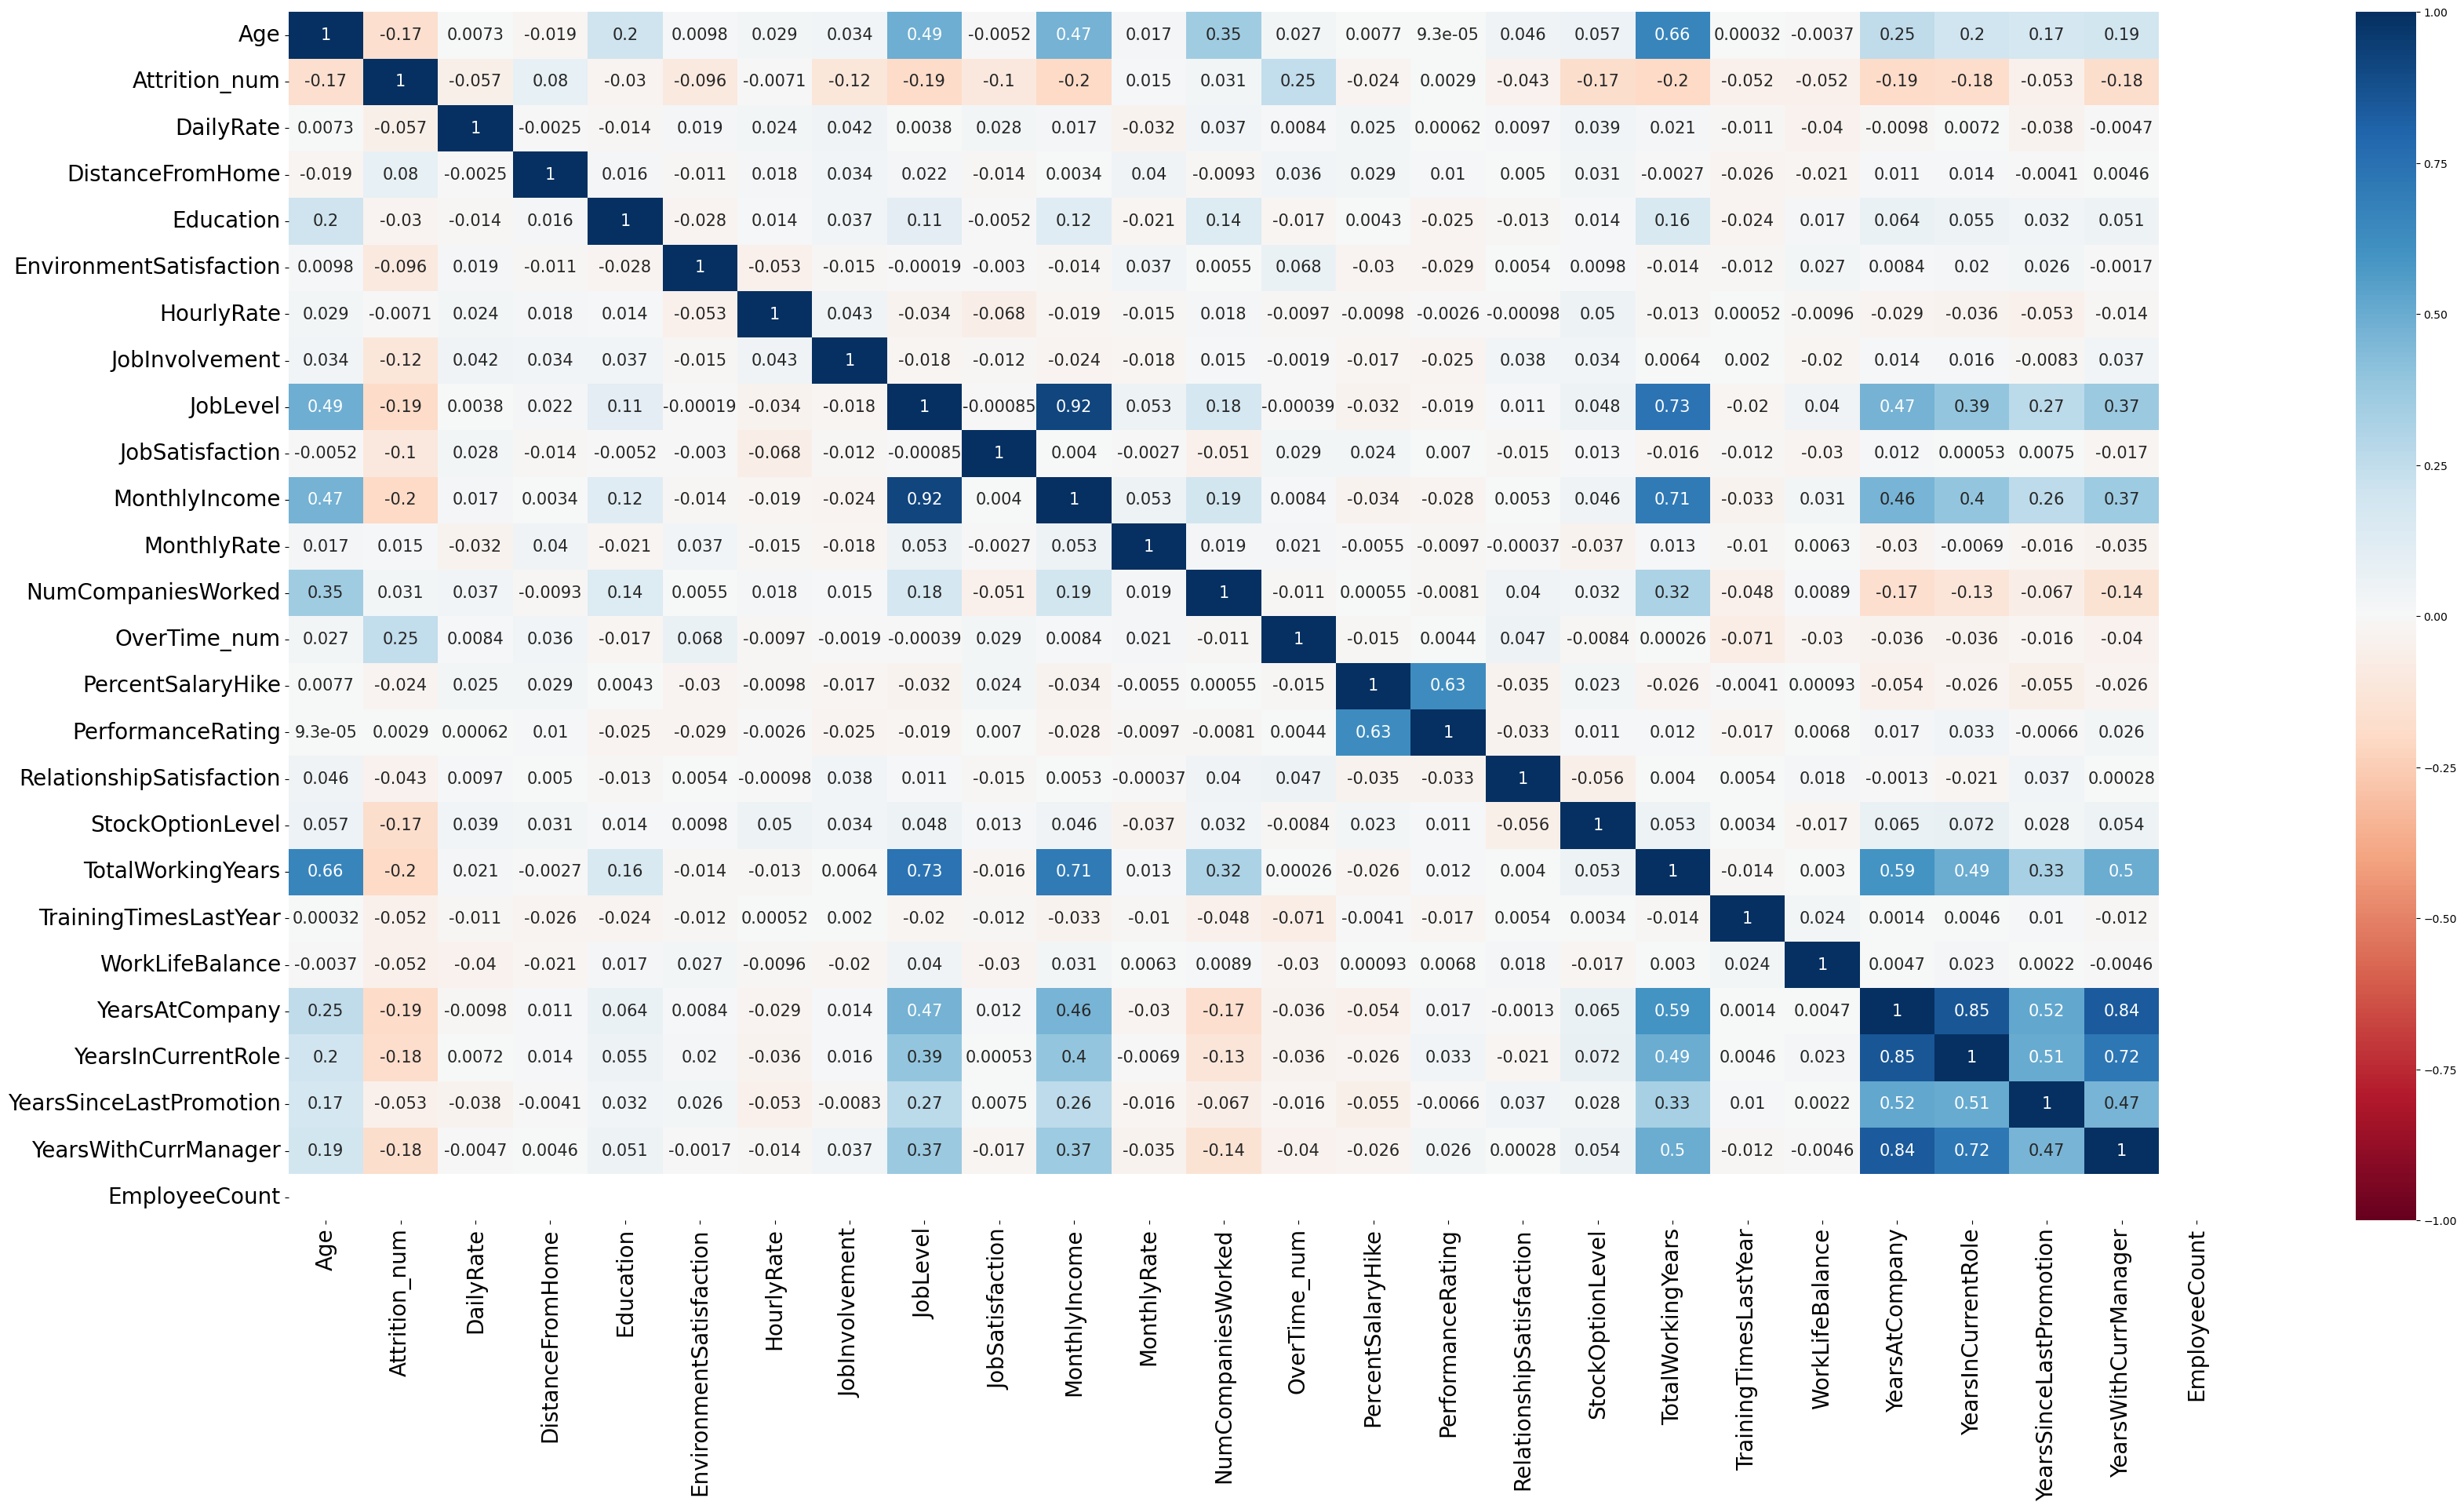 Age 1 -0.17 0.0073 -0.019 0.2 0.0098 0.029 0.034 0.49 -0.0052 0.47 0.017 0.35 0.027 0.0077 9.3e-05 0.046 0.057 0.66 0.00032 -0.0037 0.25 0.2 0.17 0.19
Attrition_num -0.17 1 -0.057 0.08 -0.03 -0.096 -0.0071 -0.12 -0.19 -0.1 -0.2 0.015 0.031 0.25 -0.024 0.0029 -0.043 -0.17 -0.2 -0.052 -0.052 -0.19 -0.18 -0.053 -0.18
DailyRate 0.0073 -0.057 1 -0.0025 -0.014 0.019 0.024 0.042 0.0038 0.028 0.017 -0.032 0.037 0.0084 0.025 0.00062 0.0097 0.039 0.021 -0.011 -0.04 -0.0098 0.0072 -0.038 -0.0047
DistanceFromHome -0.019 0.08 -0.0025 1 0.016 -0.011 0.018 0.034 0.022 -0.014 0.0034 0.04 -0.0093 0.036 0.029 0.01 0.005 0.031 -0.0027 -0.026 -0.021 0.011 0.014 -0.0041 0.0046
Education 0.2 -0.03 -0.014 0.016 1 -0.028 0.014 0.037 0.11 -0.0052 0.12 -0.021 0.14 -0.017 0.0043 -0.025 -0.013 0.014 0.16 -0.024 0.017 0.064 0.055 0.032 0.051
EnvironmentSatisfaction 0.0098 -0.096 0.019 -0.011 -0.028 1 -0.053 -0.015 -0.00019 -0.003 -0.014 0.037 0.0055 0.068 -0.03 -0.029 0.0054 0.0098 -0.014 -0.012 0.027 0.0084 0.02 0.026 -0.0017
HourlyRate 0.029 -0.0071 0.024 0.018 0.014 -0.053 1 0.043 -0.034 -0.068 -0.019 -0.015 0.018 -0.0097 -0.0098 -0.0026 -0.00098 0.05 -0.013 0.00052 -0.0096 -0.029 -0.036 -0.053 -0.014
JobInvolvement 0.034 -0.12 0.042 0.034 0.037 -0.015 0.043 1 -0.018 -0.012 -0.024 -0.018 0.015 -0.0019 -0.017 -0.025 0.038 0.034 0.0064 0.002 -0.02 0.014 0.016 -0.0083 0.037
JobLevel 0.49 -0.19 0.0038 0.022 0.11 -0.00019 -0.034 -0.018 1 -0.00085 0.92 0.053 0.18 -0.00039 -0.032 -0.019 0.011 0.048 0.73 -0.02 0.04 0.47 0.39 0.27 0.37
JobSatisfaction -0.0052 -0.1 0.028 -0.014 -0.0052 -0.003 -0.068 -0.012 -0.00085 1 0.004 -0.0027 -0.051 0.029 0.024 0.007 -0.015 0.013 -0.016 -0.012 -0.03 0.012 0.00053 0.0075 -0.017
MonthlyIncome 0.47 -0.2 0.017 0.0034 0.12 -0.014 -0.019 -0.024 0.92 0.004 1 0.053 0.19 0.0084 -0.034 -0.028 0.0053 0.046 0.71 -0.033 0.031 0.46 0.4 0.26 0.37
MonthlyRate 0.017 0.015 -0.032 0.04 -0.021 0.037 -0.015 -0.018 0.053 -0.0027 0.053 1 0.019 0.021 -0.0055 -0.0097 -0.00037 -0.037 0.013 -0.01 0.0063 -0.03 -0.0069 -0.016 -0.035
NumCompaniesWorked 0.35 0.031 0.037 -0.0093 0.14 0.0055 0.018 0.015 0.18 -0.051 0.19 0.019 1 -0.011 0.00055 -0.0081 0.04 0.032 0.32 -0.048 0.0089 -0.17 -0.13 -0.067 -0.14
OverTime_num 0.027 0.25 0.0084 0.036 -0.017 0.068 -0.0097 -0.0019 -0.00039 0.029 0.0084 0.021 -0.011 1 -0.015 0.0044 0.047 -0.0084 0.00026 -0.071 -0.03 -0.036 -0.036 -0.016 -0.04
PercentSalaryHike 0.0077 -0.024 0.025 0.029 0.0043 -0.03 -0.0098 -0.017 -0.032 0.024 -0.034 -0.0055 0.00055 -0.015 1 0.63 -0.035 0.023 -0.026 -0.0041 0.00093 -0.054 -0.026 -0.055 -0.026
PerformanceRating 9.3e-05 0.0029 0.00062 0.01 -0.025 -0.029 -0.0026 -0.025 -0.019 0.007 -0.028 -0.0097 -0.0081 0.0044 0.63 1 -0.033 0.011 0.012 -0.017 0.0068 0.017 0.033 -0.0066 0.026
RelationshipSatisfaction 0.046 -0.043 0.0097 0.005 -0.013 0.0054 -0.00098 0.038 0.011 -0.015 0.0053 -0.00037 0.04 0.047 -0.035 -0.033 1 -0.056 0.004 0.0054 0.018 -0.0013 -0.021 0.037 0.00028
StockOptionLevel 0.057 -0.17 0.039 0.031 0.014 0.0098 0.05 0.034 0.048 0.013 0.046 -0.037 0.032 -0.0084 0.023 0.011 -0.056 1 0.053 0.0034 -0.017 0.065 0.072 0.028 0.054
TotalWorkingYears 0.66 -0.2 0.021 -0.0027 0.16 -0.014 -0.013 0.0064 0.73 -0.016 0.71 0.013 0.32 0.00026 -0.026 0.012 0.004 0.053 1 -0.014 0.003 0.59 0.49 0.33 0.5
TrainingTimesLastYear 0.00032 -0.052 -0.011 -0.026 -0.024 -0.012 0.00052 0.002 -0.02 -0.012 -0.033 -0.01 -0.048 -0.071 -0.0041 -0.017 0.0054 0.0034 -0.014 1 0.024 0.0014 0.0046 0.01 -0.012
WorkLifeBalance -0.0037 -0.052 -0.04 -0.021 0.017 0.027 -0.0096 -0.02 0.04 -0.03 0.031 0.0063 0.0089 -0.03 0.00093 0.0068 0.018 -0.017 0.003 0.024 1 0.0047 0.023 0.0022 -0.0046
YearsAtCompany 0.25 -0.19 -0.0098 0.011 0.064 0.0084 -0.029 0.014 0.47 0.012 0.46 -0.03 -0.17 -0.036 -0.054 0.017 -0.0013 0.065 0.59 0.0014 0.0047 1 0.85 0.52 0.84
YearsInCurrentRole 0.2 -0.18 0.0072 0.014 0.055 0.02 -0.036 0.016 0.39 0.00053 0.4 -0.0069 -0.13 -0.036 -0.026 0.033 -0.021 0.072 0.49 0.0046 0.023 0.85 1 0.51 0.72
YearsSinceLastPromotion 0.17 -0.053 -0.038 -0.0041 0.032 0.026 -0.053 -0.0083 0.27 0.0075 0.26 -0.016 -0.067 -0.016 -0.055 -0.0066 0.037 0.028 0.33 0.01 0.0022 0.52 0.51 1 0.47
YearsWithCurrManager 0.19 -0.18 -0.0047 0.0046 0.051 -0.0017 -0.014 0.037 0.37 -0.017 0.37 -0.035 -0.14 -0.04 -0.026 0.026 0.00028 0.054 0.5 -0.012 -0.0046 0.84 0.72 0.47 1
EmployeeCount
Age
Attrition_num
DailyRate
DistanceFromHome
Education
EnvironmentSatisfaction
HourlyRate
JobInvolvement
JobLevel
JobSatisfaction
MonthlyIncome
MonthlyRate
NumCompaniesWorked
OverTime_num
PercentSalaryHike
PerformanceRating
RelationshipSatisfaction
StockOptionLevel
TotalWorkingYears
TrainingTimesLastYear
WorkLifeBalance
YearsAtCompany
YearsInCurrentRole
YearsSinceLastPromotion
YearsWithCurrManager
EmployeeCount
1.00
0.75
0.50
0.25
0.00
−0.25
−0.50
−0.75
−1.00